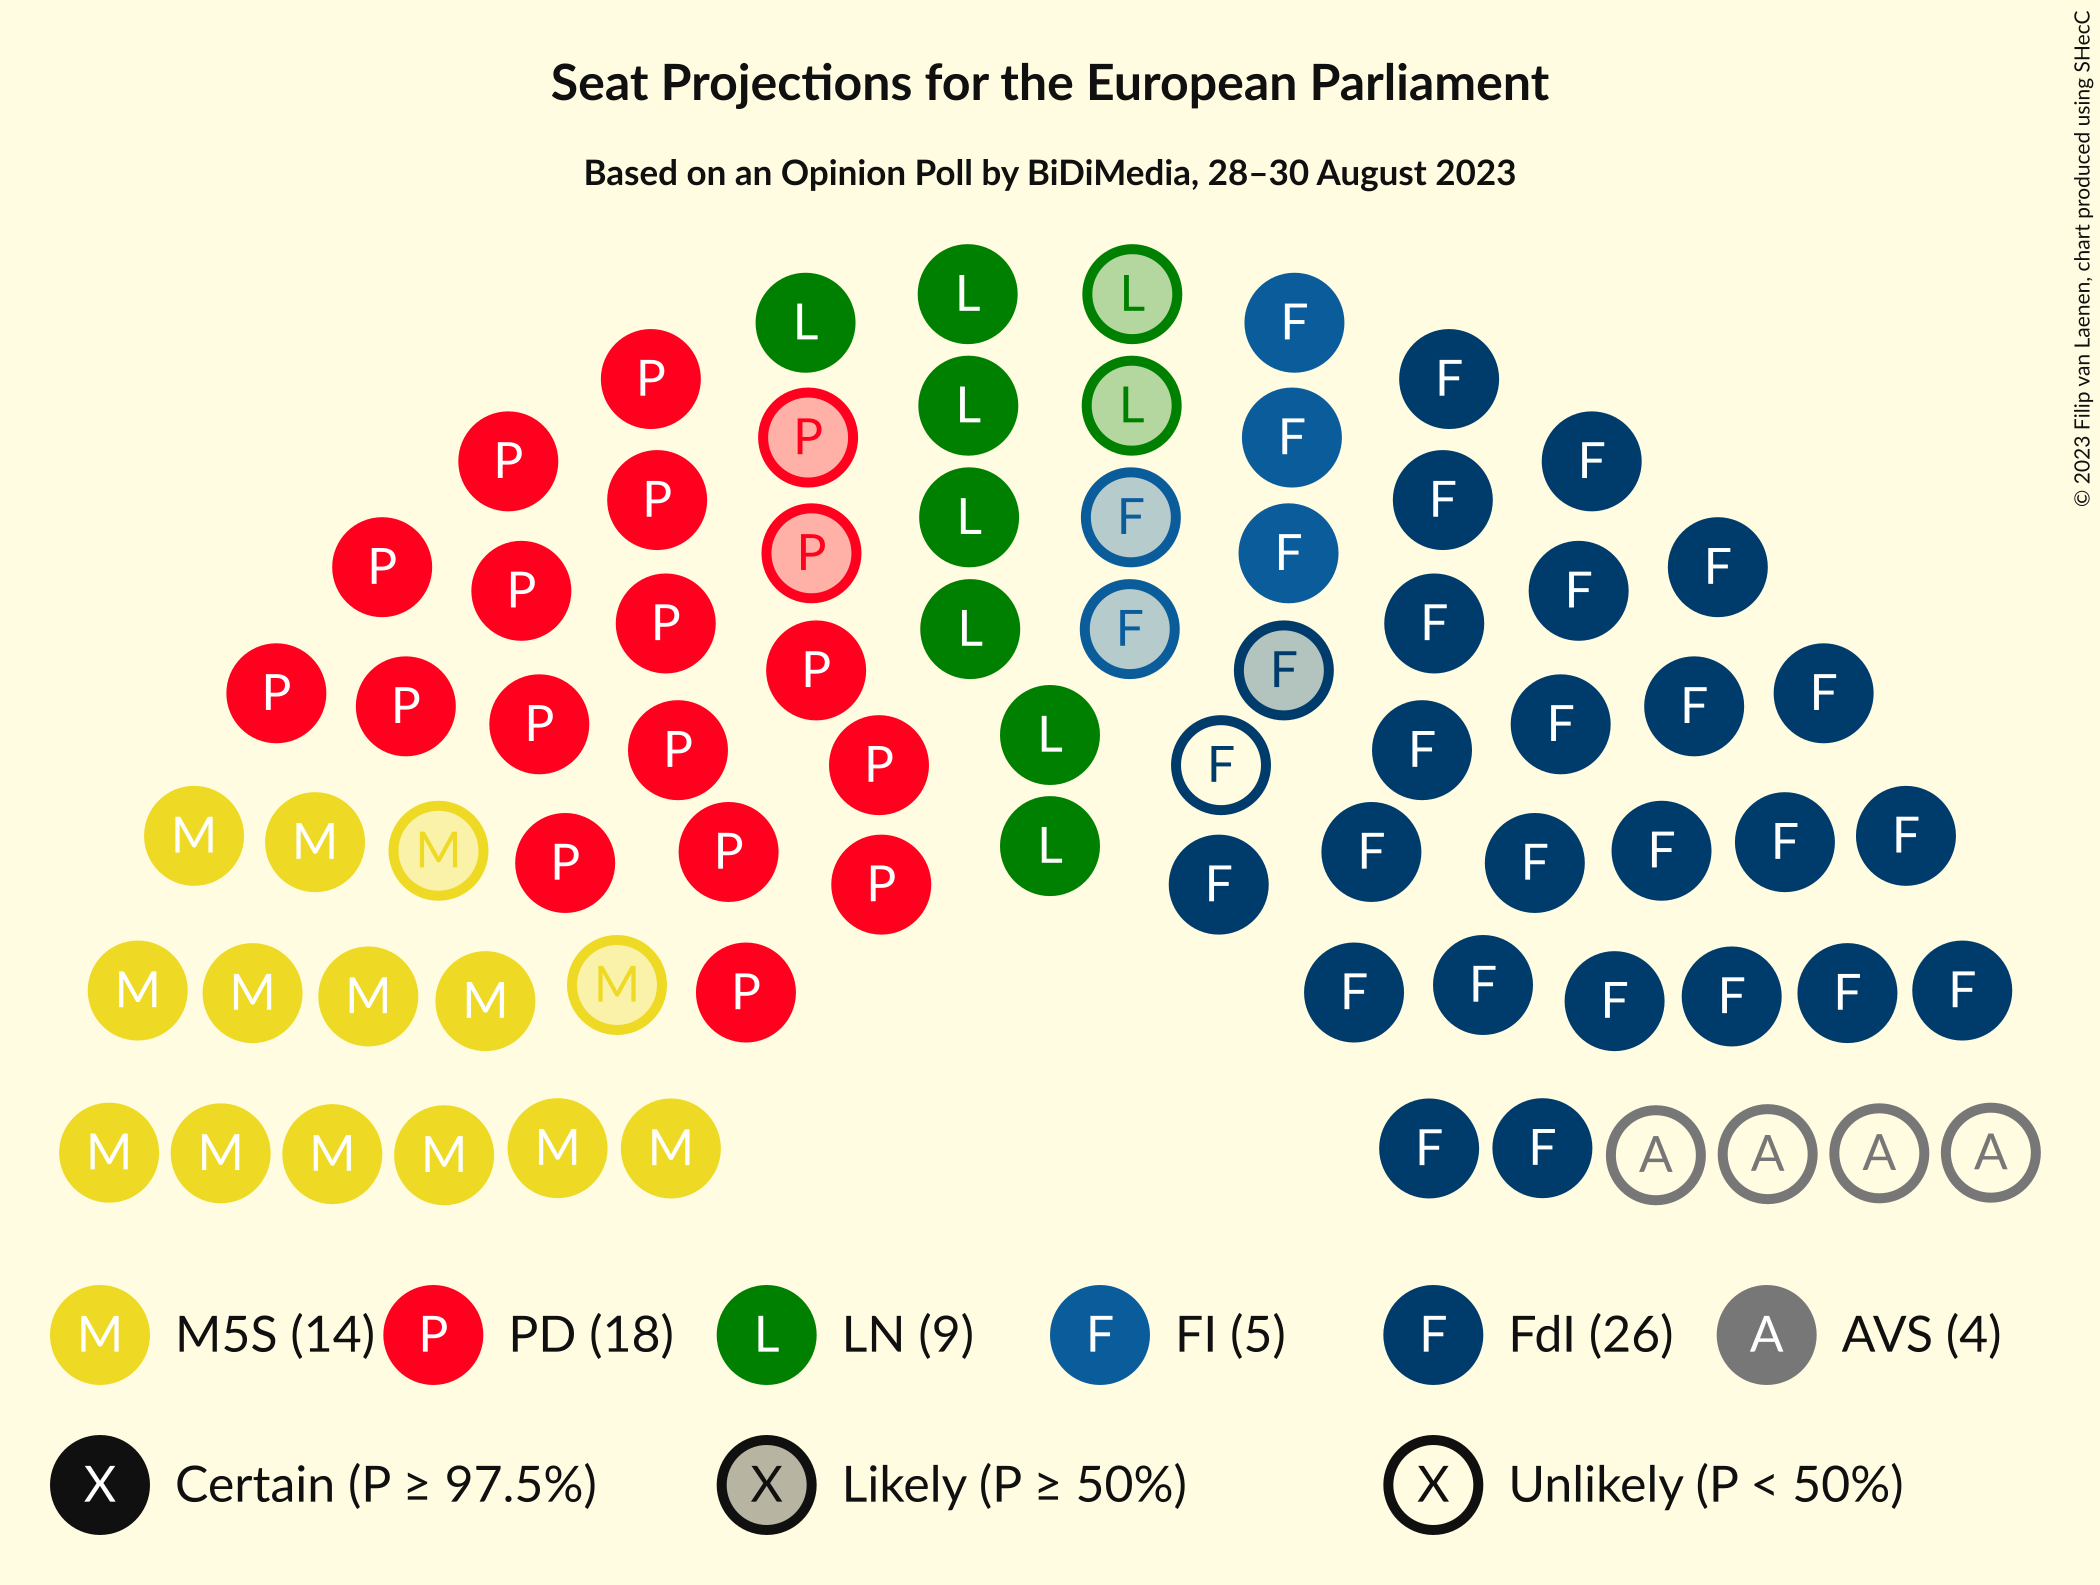 Seat Projections for the European Parliament
Based on an Opinion Poll by BiDiMedia, 28–30 August 2023
© 2023 Filip van Laenen, chart produced using SHecC
L L
L F
L F
P F
P L L F
P F
P F
P F
L F
P F
P F
P F
P L F
P F
P F
P P P P F F F F
L
P P F F
M M M P P L F F F F F
P F
M M M M M P F F F F F F
M M M M M M F F A A A A
M M5S (14) P PD (18) L LN (9) F FI (5) F FdI (26) A AVS (4)
X Certain (P ≥ 97.5%) X Likely (P ≥ 50%) X Unlikely (P < 50%)